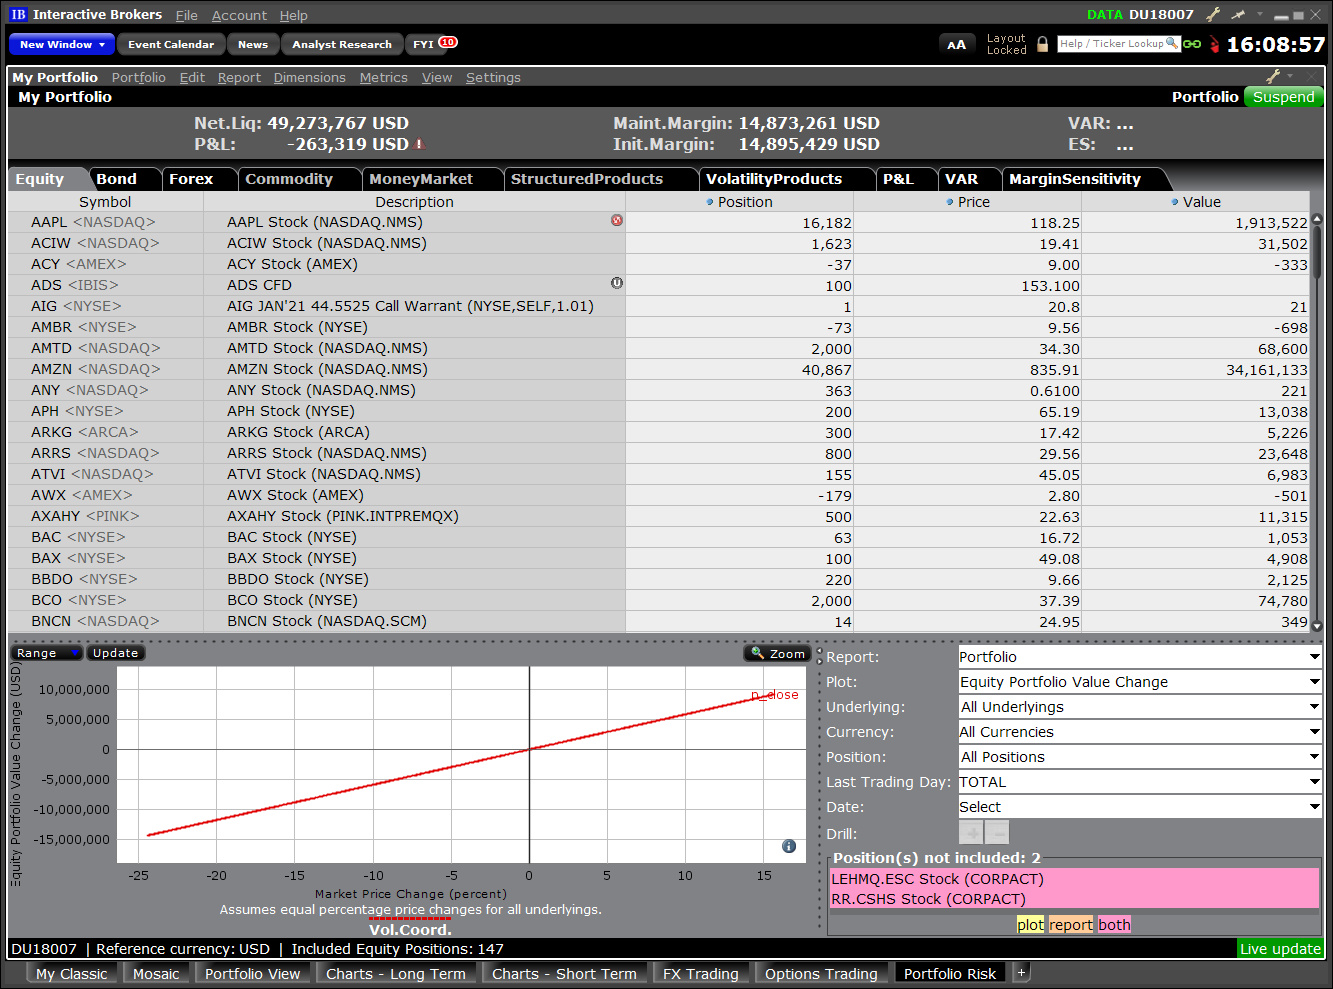 IB Interactive Brokers File Account Help DATA DU18007
New Window Event Calendar News Analyst Research FYI 10 AA Layout Locked Help / Ticker Lookup 16:08:57
My Portfolio Portfolio Edit Report Dimensions Metrics View Settings
My Portfolio Portfolio Suspend
Net.Liq: 49,273,767 USD Maint.Margin: 14,873,261 USD VAR: ...
P&L: -263,319 USD Init.Margin: 14,895,429 USD ES: ...
Equity Bond Forex Commodity MoneyMarket StructuredProducts VolatilityProducts P&L VAR MarginSensitivity
Symbol Description Position Price Value
AAPL <NASDAQ> AAPL Stock (NASDAQ.NMS) 16,182 118.25 1,913,522
ACIW <NASDAQ> ACIW Stock (NASDAQ.NMS) 1,623 19.41 31,502
ACY <AMEX> ACY Stock (AMEX) -37 9.00 -333
ADS <IBIS> ADS CFD 100 153.100
AIG <NYSE> AIG JAN'21 44.5525 Call Warrant (NYSE,SELF,1.01) 1 20.8 21
AMBR <NYSE> AMBR Stock (NYSE) -73 9.56 -698
AMTD <NASDAQ> AMTD Stock (NASDAQ.NMS) 2,000 34.30 68,600
AMZN <NASDAQ> AMZN Stock (NASDAQ.NMS) 40,867 835.91 34,161,133
ANY <NASDAQ> ANY Stock (NASDAQ.NMS) 363 0.6100 221
APH <NYSE> APH Stock (NYSE) 200 65.19 13,038
ARKG <ARCA> ARKG Stock (ARCA) 300 17.42 5,226
ARRS <NASDAQ> ARRS Stock (NASDAQ.NMS) 800 29.56 23,648
ATVI <NASDAQ> ATVI Stock (NASDAQ.NMS) 155 45.05 6,983
AWX <AMEX> AWX Stock (AMEX) -179 2.80 -501
AXAHY <PINK> AXAHY Stock (PINK.INTPREMQX) 500 22.63 11,315
BAC <NYSE> BAC Stock (NYSE) 63 16.72 1,053
BAX <NYSE> BAX Stock (NYSE) 100 49.08 4,908
BBDO <NYSE> BBDO Stock (NYSE) 220 9.66 2,125
BCO <NYSE> BCO Stock (NYSE) 2,000 37.39 74,780
BNCN <NASDAQ> BNCN Stock (NASDAQ.SCM) 14 24.95 349
Range Update Zoom
Equity Portfolio Value Change (USD)
10,000,000
5,000,000
0
-5,000,000
-10,000,000
-15,000,000
p_close
-25 -20 -15 -10 -5 0 5 10 15
Market Price Change (percent)
Assumes equal percentage price changes for all underlyings.
Vol.Coord.
Report: Portfolio
Plot: Equity Portfolio Value Change
Underlying: All Underlyings
Currency: All Currencies
Position: All Positions
Last Trading Day: TOTAL
Date: Select
Drill: + -
Position(s) not included: 2
LEHMQ.ESC Stock (CORPACT)
RR.CSHS Stock (CORPACT)
plot report both
DU18007 | Reference currency: USD | Included Equity Positions: 147 Live update
My Classic Mosaic Portfolio View Charts - Long Term Charts - Short Term FX Trading Options Trading Portfolio Risk +